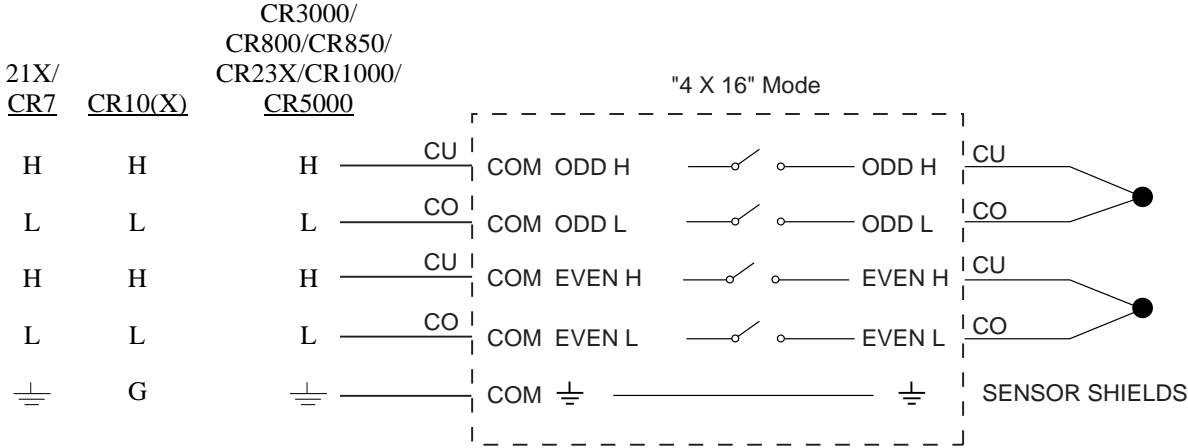 CR3000/
CR800/CR850/
21X/ CR23X/CR1000/
CR7 CR10(X) CR5000
"4 X 16" Mode
H H H CU COM ODD H ODD H CU
L L L CO COM ODD L ODD L CO
H H H CU COM EVEN H EVEN H CU
L L L CO COM EVEN L EVEN L CO
G COM SENSOR SHIELDS